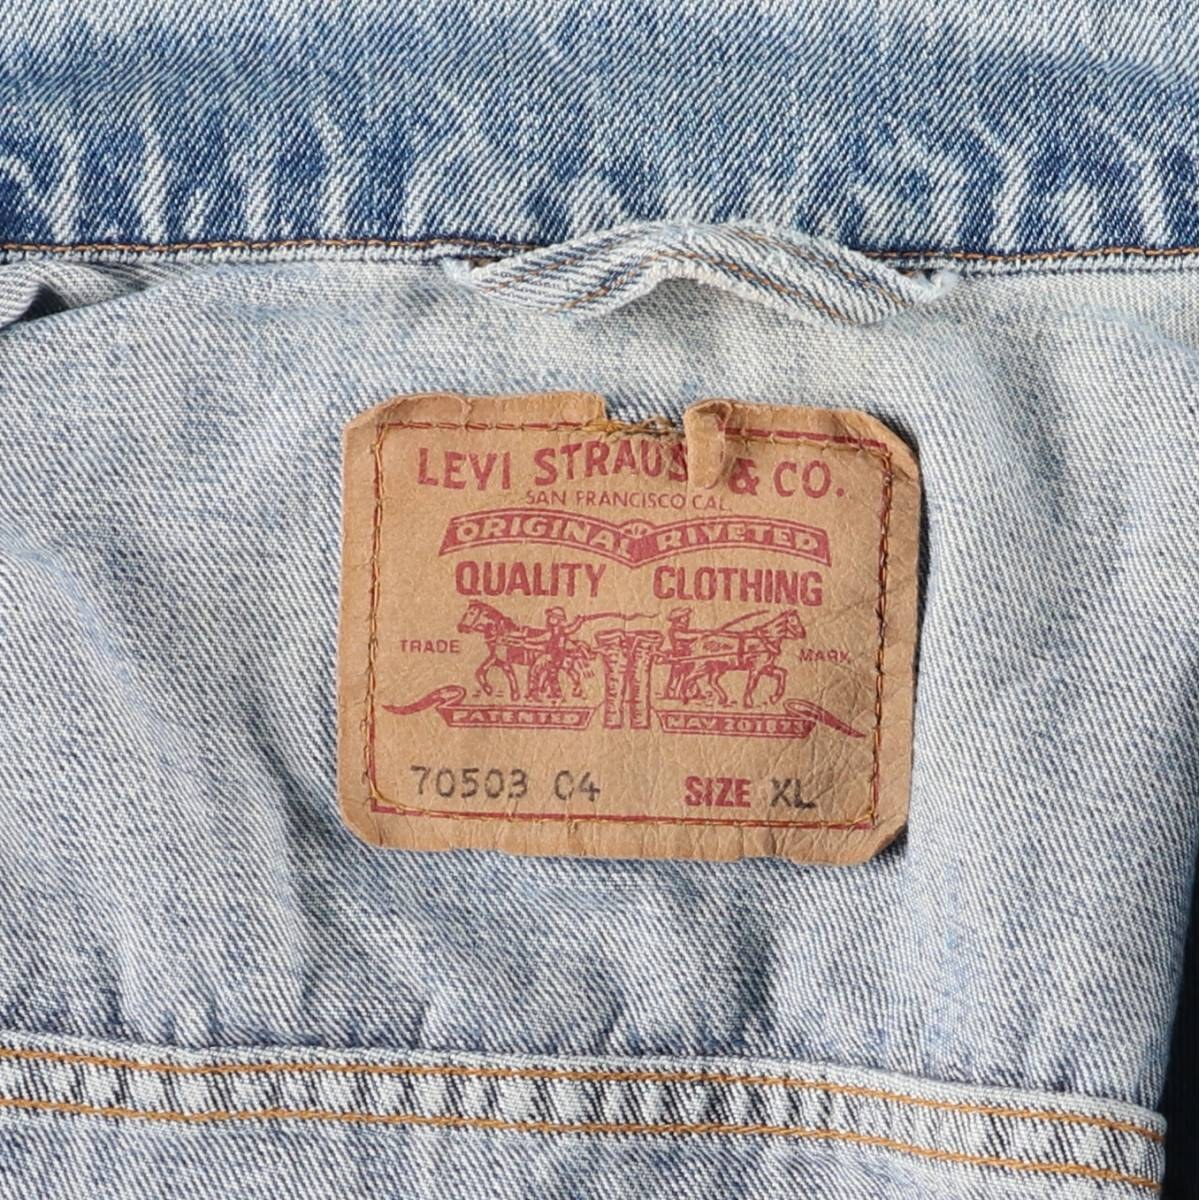 LEVI STRAUSS & CO.
SAN FRANCISCO CAL.
ORIGINAL RIVETED
QUALITY CLOTHING
TRADE MARK
PATENTED MAY 20 1873
70503 04 SIZE XL